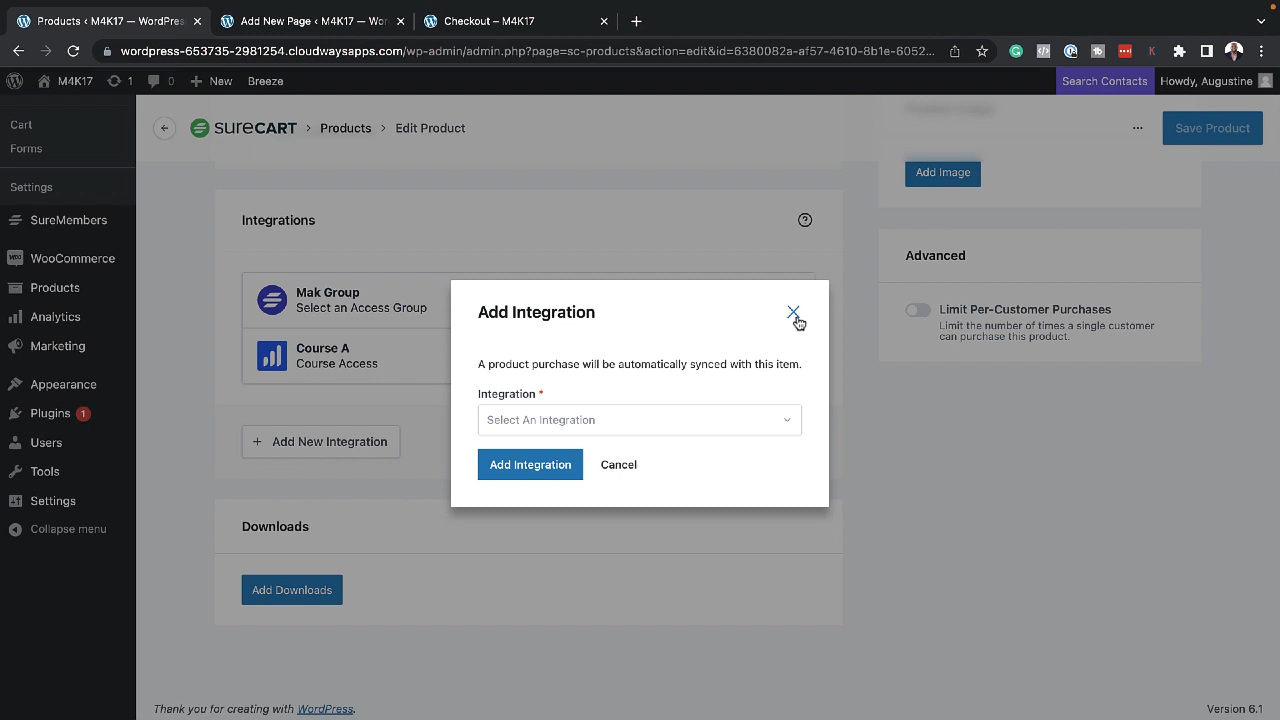 Products ‹ M4K17 — WordPres
Add New Page ‹ M4K17 — Wor
Checkout – M4K17
wordpress-653735-2981254.cloudwaysapps.com/wp-admin/admin.php?page=sc-products&action=edit&id=6380082a-af57-4610-8b1e-6052...
M4K17
1
0
New
Breeze
Search Contacts
Howdy, Augustine
Cart
Forms
Settings
SureMembers
WooCommerce
Products
Analytics
Marketing
Appearance
Plugins 1
Users
Tools
Settings
Collapse menu
SURECART > Products > Edit Product
... Save Product
Product Image
Add Image
Integrations
Mak Group
Select an Access Group
Course A
Course Access
+ Add New Integration
Downloads
Add Downloads
Advanced
Limit Per-Customer Purchases
Limit the number of times a single customer
can purchase this product.
Add Integration
A product purchase will be automatically synced with this item.
Integration *
Select An Integration
Add Integration Cancel
Thank you for creating with WordPress.
Version 6.1